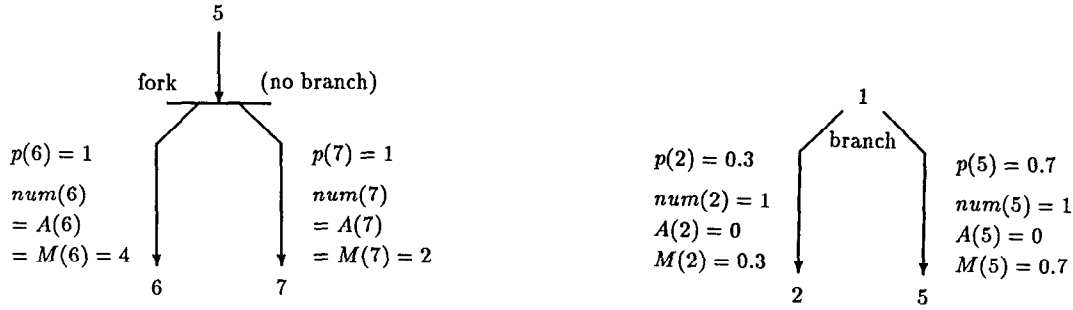 5
fork (no branch)
p(6) = 1
num(6)
= A(6)
= M(6) = 4
p(7) = 1
num(7)
= A(7)
= M(7) = 2
6 7
1
branch
p(2) = 0.3
num(2) = 1
A(2) = 0
M(2) = 0.3
p(5) = 0.7
num(5) = 1
A(5) = 0
M(5) = 0.7
2 5